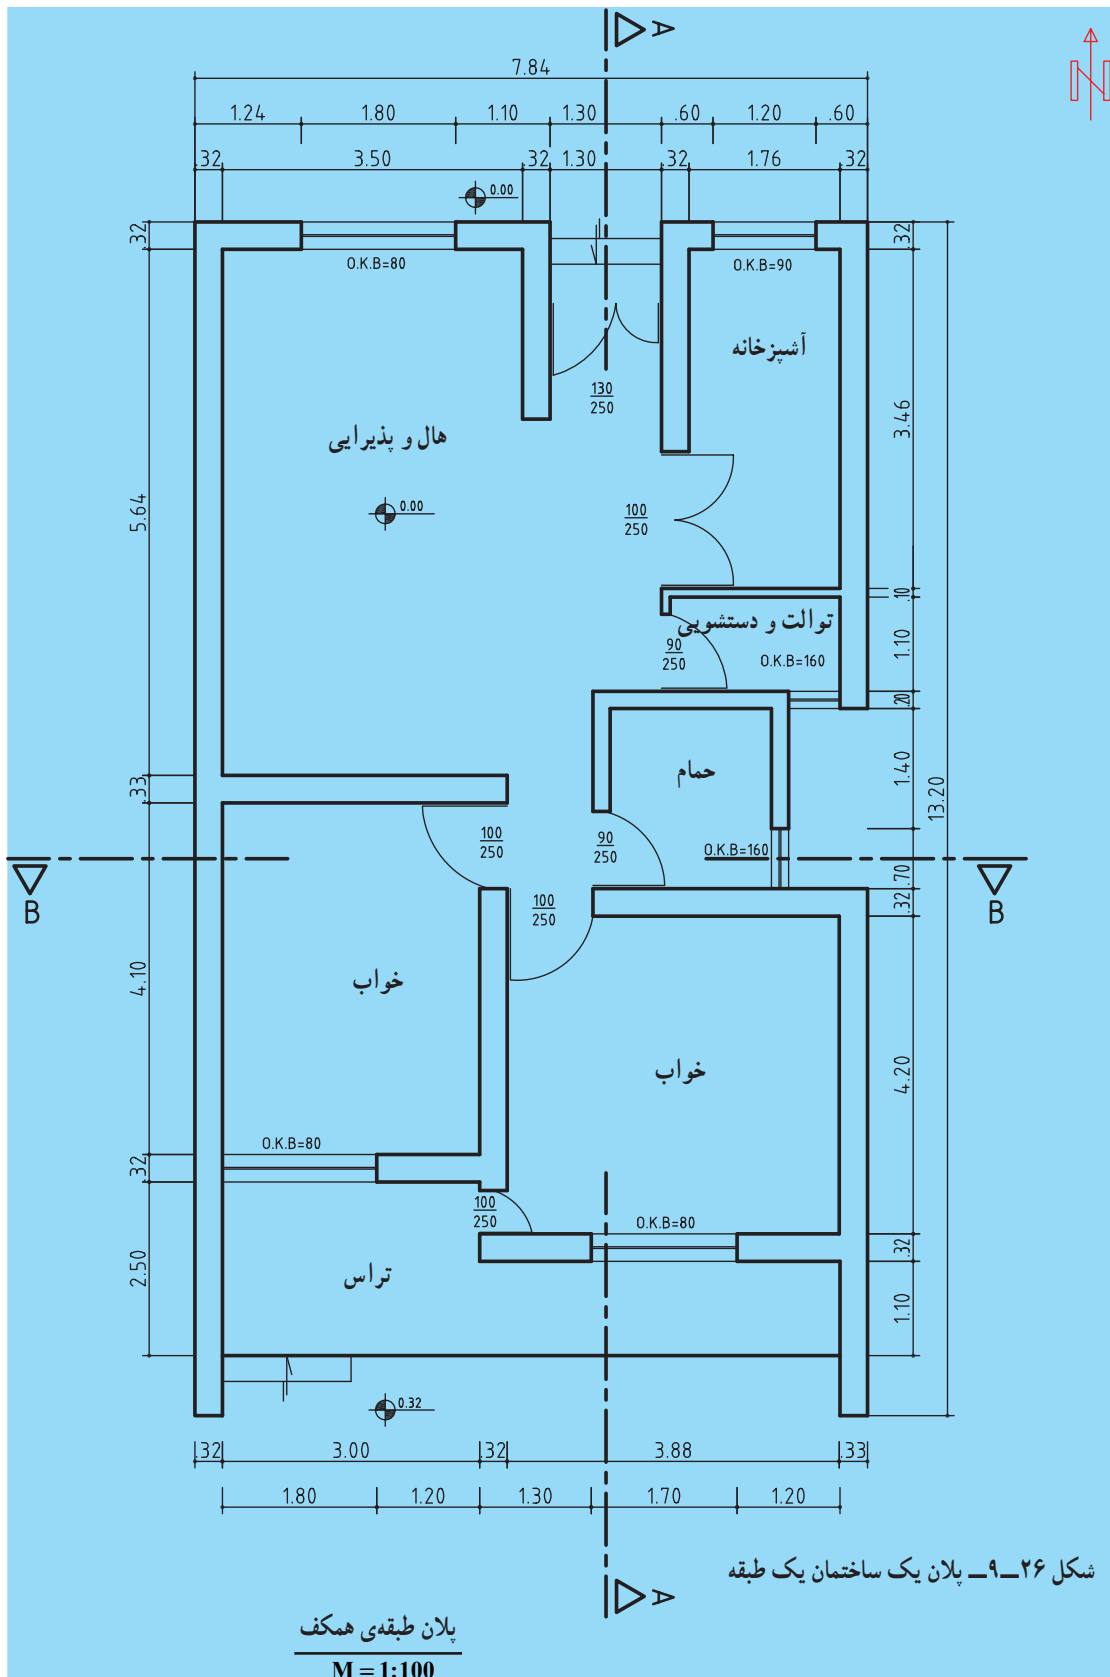 A
7.84
1.24 1.80 1.10 1.30 .60 1.20 .60
.32 3.50 .32 1.30 .32 1.76 .32
0.00
.32
.32
O.K.B=80
O.K.B=90
آشپزخانه
130
250
3.46
هال و پذیرایی
5.64
0.00
100
250
.10
توالت و دستشویی
90
250
O.K.B=160
1.10
.20
حمام
1.40
.33
13.20
100
250
90
250
O.K.B=160
.70
B
B
100
250
.32
خواب
4.10
خواب
4.20
O.K.B=80
.32
100
250
O.K.B=80
.32
2.50
تراس
1.10
0.32
.32 3.00 .32 3.88 .33
1.80 1.20 1.30 1.70 1.20
شکل ۲۶ــ۹ــ پلان یک ساختمان یک طبقه
A
پلان طبقه‌ی همکف
M = 1:100